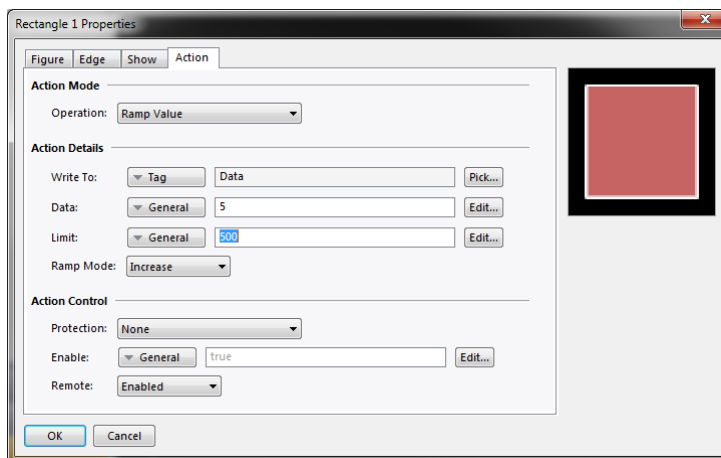 Rectangle 1 Properties
X
Figure Edge Show Action
Action Mode
Operation: Ramp Value
Action Details
Write To: Tag Data Pick...
Data: General 5 Edit...
Limit: General 500 Edit...
Ramp Mode: Increase
Action Control
Protection: None
Enable: General true Edit...
Remote: Enabled
OK Cancel